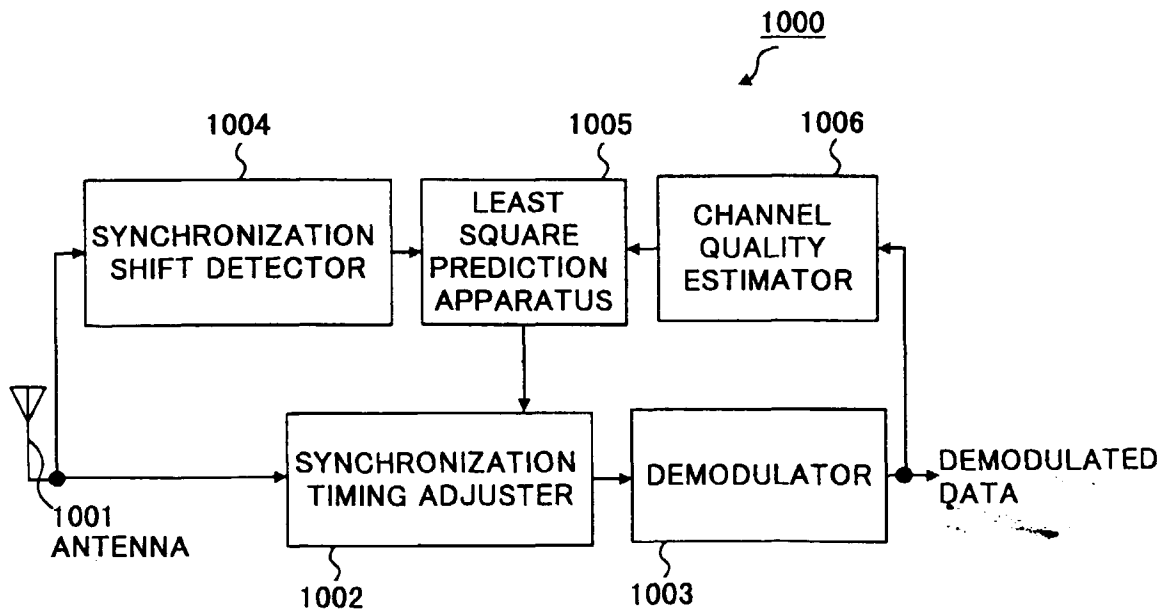 1000
1004
1005
1006
SYNCHRONIZATION
SHIFT DETECTOR
LEAST
SQUARE
PREDICTION
APPARATUS
CHANNEL
QUALITY
ESTIMATOR
SYNCHRONIZATION
TIMING ADJUSTER
DEMODULATOR
DEMODULATED
DATA
1001
ANTENNA
1002
1003